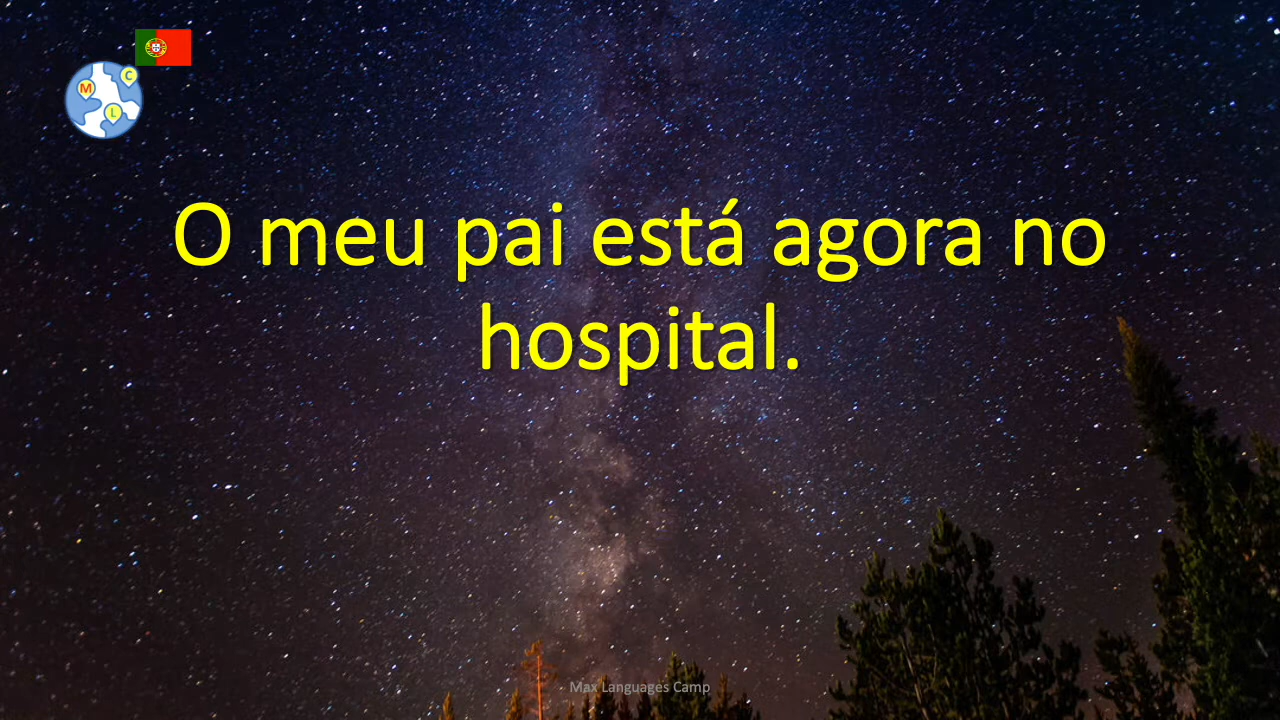 C
M
L
O meu pai está agora no
hospital.
Max Languages Camp